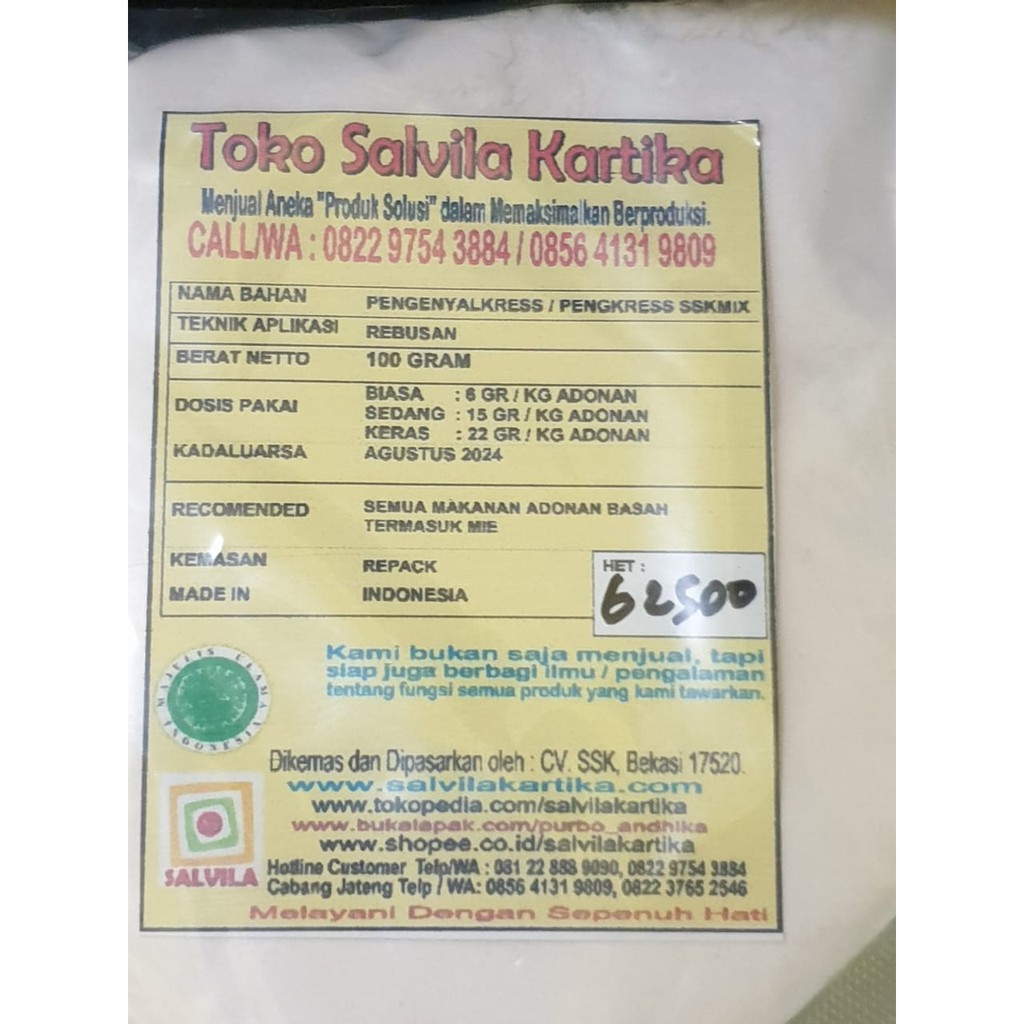 Toko Salvila Kartika
Menjual Aneka "Produk Solusi" dalam Memaksimalkan Berproduksi.
CALL/WA : 0822 9754 3884 / 0856 4131 9809
NAMA BAHAN PENGENYALKRESS / PENGKRESS SSKMIX
TEKNIK APLIKASI REBUSAN
BERAT NETTO 100 GRAM
DOSIS PAKAI BIASA : 6 GR / KG ADONAN
SEDANG : 15 GR / KG ADONAN
KERAS : 22 GR / KG ADONAN
KADALUARSA AGUSTUS 2024
RECOMENDED SEMUA MAKANAN ADONAN BASAH
TERMASUK MIE
KEMASAN REPACK
MADE IN INDONESIA
HET :
62500
Kami bukan saja menjual, tapi
siap juga berbagi ilmu / pengalaman
tentang fungsi semua produk yang kami tawarkan.
MAJELIS ULAMA INDONESIA
Dikemas dan Dipasarkan oleh : CV. SSK, Bekasi 17520.
www.salvilakartika.com
www.tokopedia.com/salvilakartika
www.bukalapak.com/purbo_andhika
www.shopee.co.id/salvilakartika
SALVILA
Hotline Customer Telp/WA : 081 22 888 9090, 0822 9754 3884
Cabang Jateng Telp / WA: 0856 4131 9809, 0822 3765 2546
Melayani Dengan Sepenuh Hati